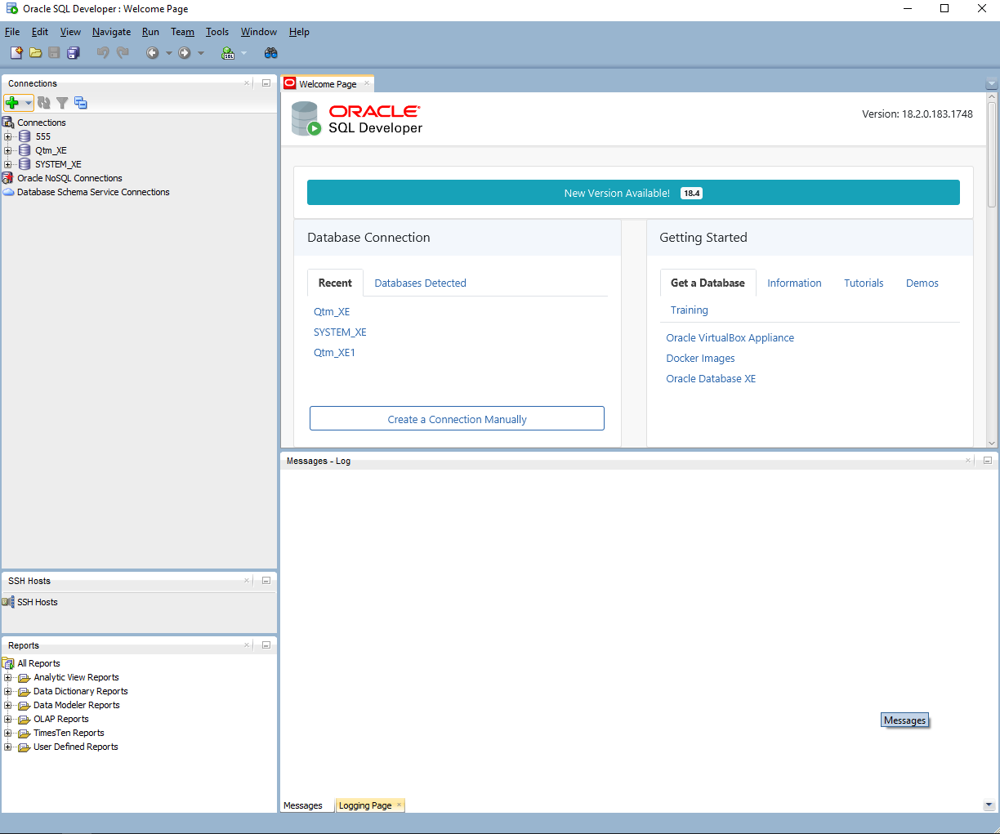 Oracle SQL Developer : Welcome Page
File Edit View Navigate Run Team Tools Window Help
SQL
Connections
Connections
555
Qtm_XE
SYSTEM_XE
Oracle NoSQL Connections
Database Schema Service Connections
SSH Hosts
SSH Hosts
Reports
All Reports
Analytic View Reports
Data Dictionary Reports
Data Modeler Reports
OLAP Reports
TimesTen Reports
User Defined Reports
Welcome Page
ORACLE
SQL Developer
Version: 18.2.0.183.1748
New Version Available! 18.4
Database Connection
Recent Databases Detected
Qtm_XE
SYSTEM_XE
Qtm_XE1
Create a Connection Manually
Getting Started
Get a Database Information Tutorials Demos
Training
Oracle VirtualBox Appliance
Docker Images
Oracle Database XE
Messages - Log
Messages
Messages Logging Page